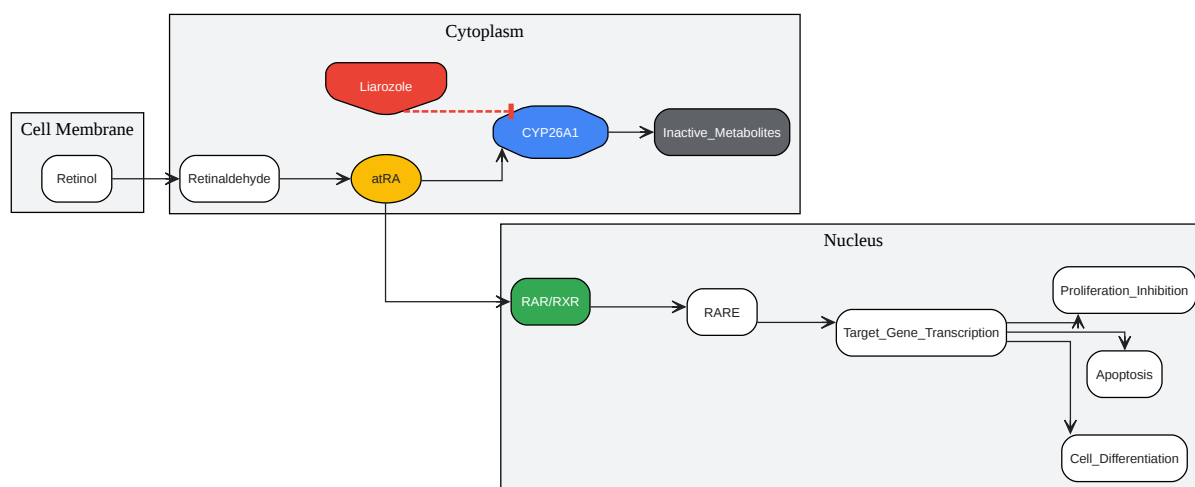 Cytoplasm
Liarozole
CYP26A1
Inactive_Metabolites
Cell Membrane
Retinol
Retinaldehyde
atRA
Nucleus
RAR/RXR
RARE
Target_Gene_Transcription
Proliferation_Inhibition
Apoptosis
Cell_Differentiation